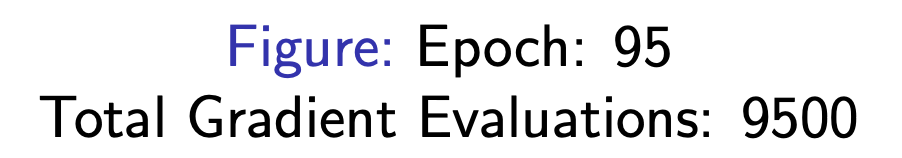 Figure: Epoch: 95
Total Gradient Evaluations: 9500